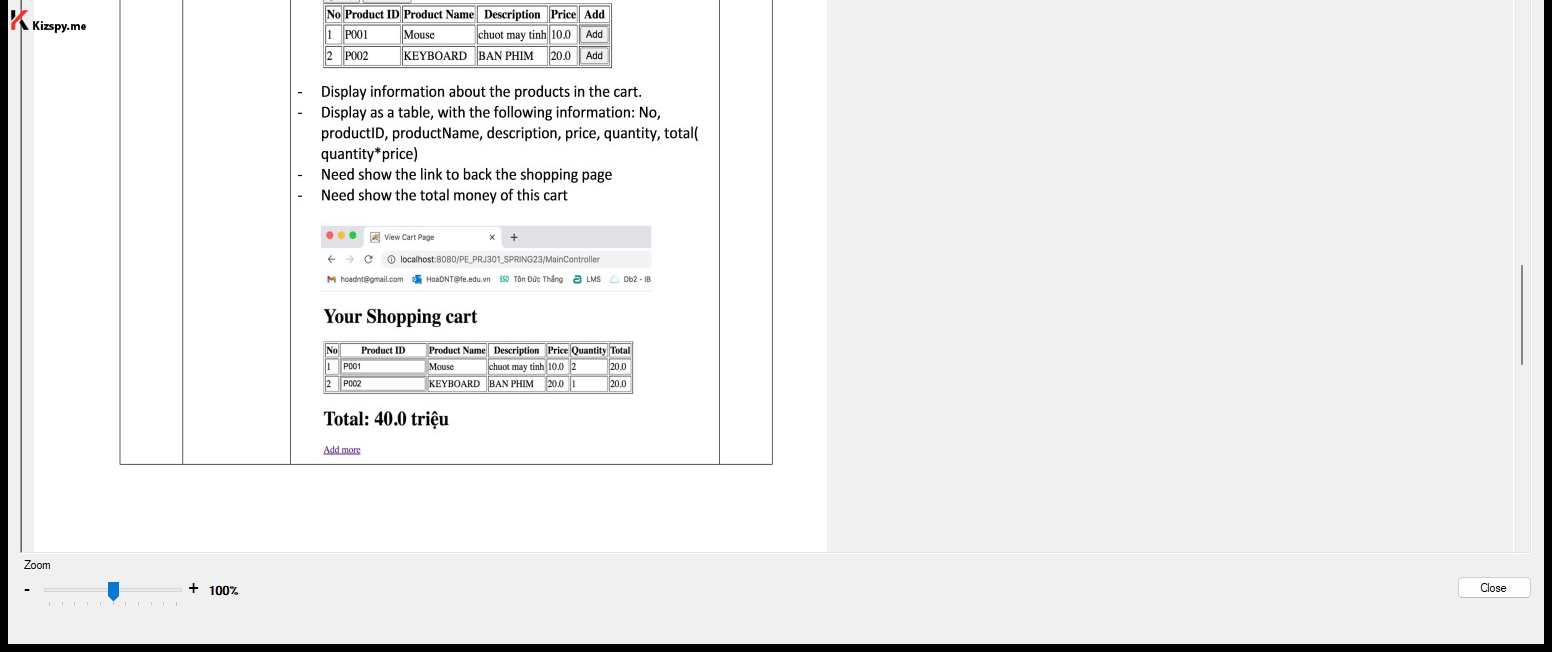 Kizspy.me
No Product ID Product Name Description Price Add
1 P001 Mouse chuot may tinh 10.0 Add
2 P002 KEYBOARD BAN PHIM 20.0 Add
- Display information about the products in the cart.
- Display as a table, with the following information: No,
productID, productName, description, price, quantity, total(
quantity*price)
- Need show the link to back the shopping page
- Need show the total money of this cart
View Cart Page
localhost:8080/PE_PRJ301_SPRING23/MainController
hoadnt@gmail.com HoaDNT@fe.edu.vn Tôn Đức Thắng LMS Db2 - IB
Your Shopping cart
No Product ID Product Name Description Price Quantity Total
1 P001 Mouse chuot may tinh 10.0 2 20.0
2 P002 KEYBOARD BAN PHIM 20.0 1 20.0
Total: 40.0 triệu
Add more
Zoom
- + 100%
Close